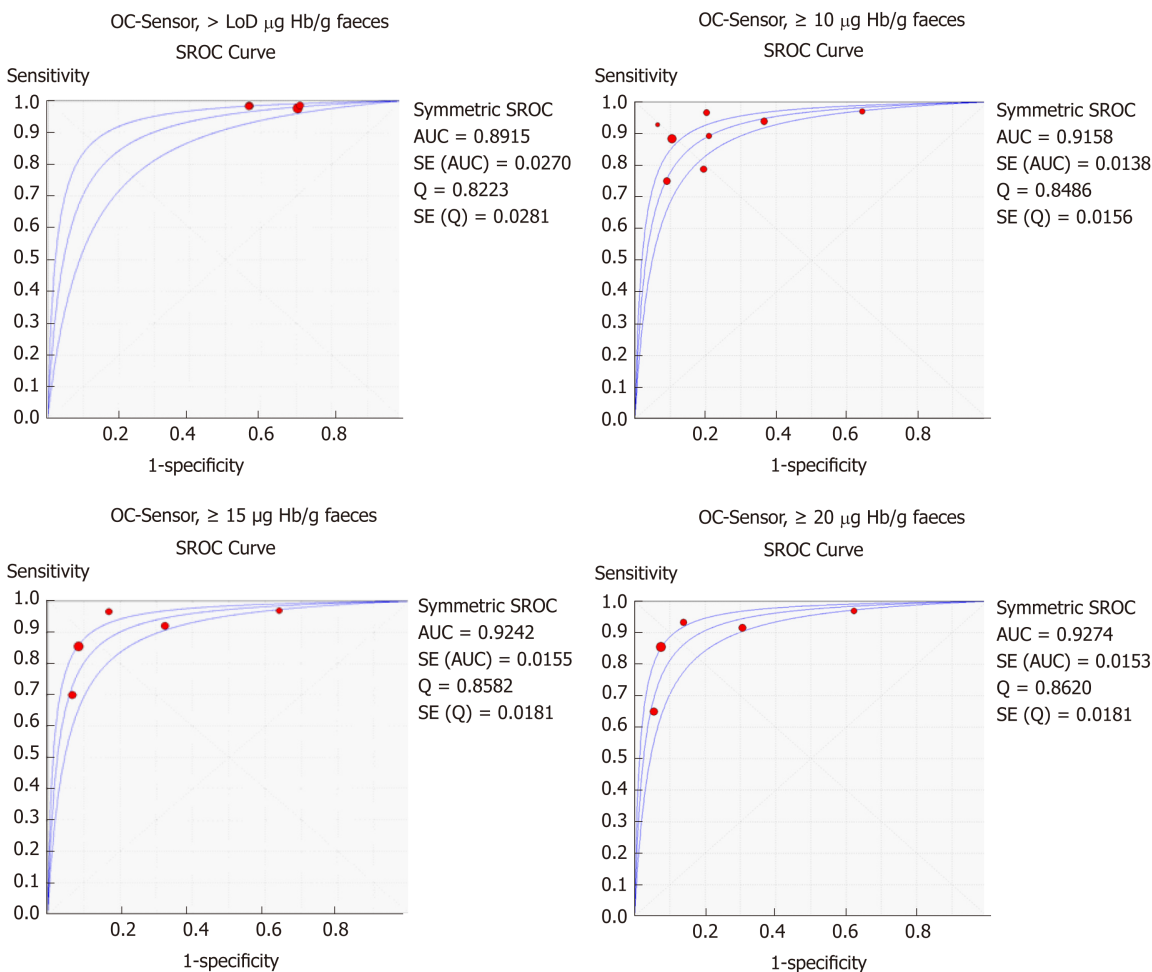 OC-Sensor, > LoD μg Hb/g faeces
SROC Curve
Sensitivity
1.0
0.9
0.8
0.7
0.6
0.5
0.4
0.3
0.2
0.1
0.0
0.2 0.4 0.6 0.8
1-specificity
Symmetric SROC
AUC = 0.8915
SE (AUC) = 0.0270
Q = 0.8223
SE (Q) = 0.0281
OC-Sensor, ≥ 10 μg Hb/g faeces
SROC Curve
Sensitivity
1.0
0.9
0.8
0.7
0.6
0.5
0.4
0.3
0.2
0.1
0.0
0.2 0.4 0.6 0.8
1-specificity
Symmetric SROC
AUC = 0.9158
SE (AUC) = 0.0138
Q = 0.8486
SE (Q) = 0.0156
OC-Sensor, ≥ 15 μg Hb/g faeces
SROC Curve
Sensitivity
1.0
0.9
0.8
0.7
0.6
0.5
0.4
0.3
0.2
0.1
0.0
0.2 0.4 0.6 0.8
1-specificity
Symmetric SROC
AUC = 0.9242
SE (AUC) = 0.0155
Q = 0.8582
SE (Q) = 0.0181
OC-Sensor, ≥ 20 μg Hb/g faeces
SROC Curve
Sensitivity
1.0
0.9
0.8
0.7
0.6
0.5
0.4
0.3
0.2
0.1
0.0
0.2 0.4 0.6 0.8
1-specificity
Symmetric SROC
AUC = 0.9274
SE (AUC) = 0.0153
Q = 0.8620
SE (Q) = 0.0181